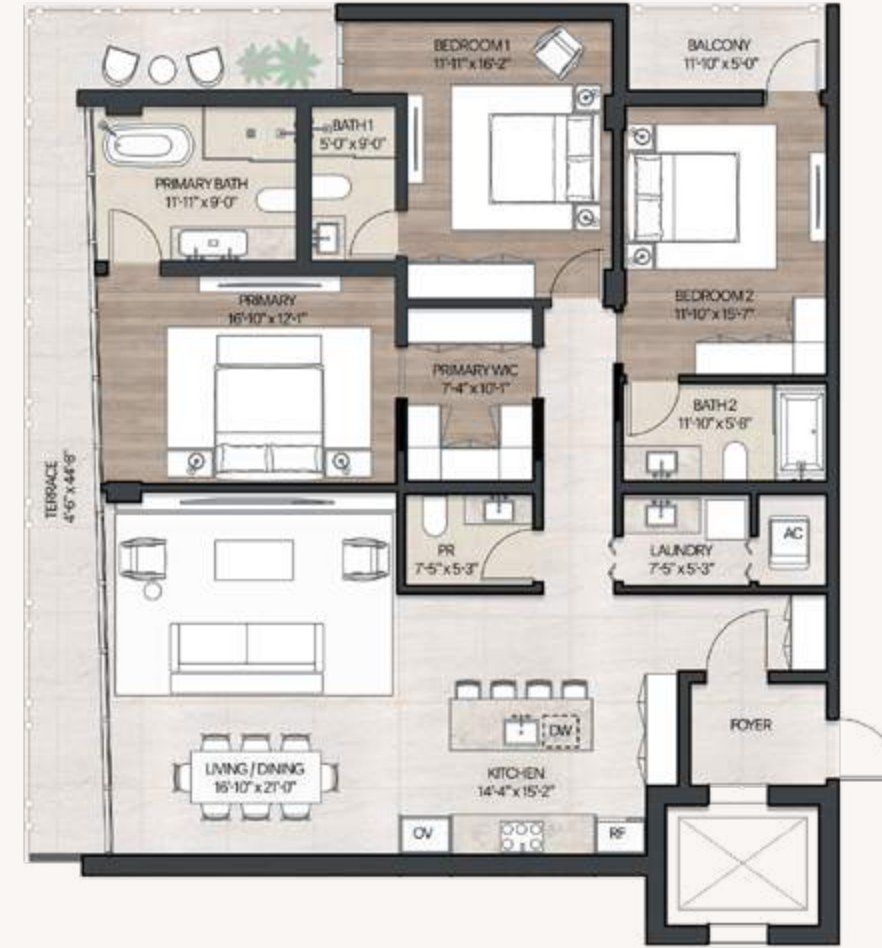 BEDROOM 1
11'-11" x 16'-2"
BALCONY
11'-10" x 5'-0"
BATH 1
5'-0" x 9'-0"
PRIMARY BATH
11'-11" x 9'-0"
PRIMARY
16'-10" x 12'-1"
BEDROOM 2
11'-10" x 15'-7"
PRIMARY WIC
7'-4" x 10'-1"
BATH 2
11'-10" x 5'-8"
TERRACE
4'-6" x 44'-8"
PR
7'-5" x 5'-3"
LAUNDRY
7'-5" x 5'-3"
AC
FOYER
DW
LIVING / DINING
16'-10" x 21'-0"
KITCHEN
14'-4" x 15'-2"
OV
RF